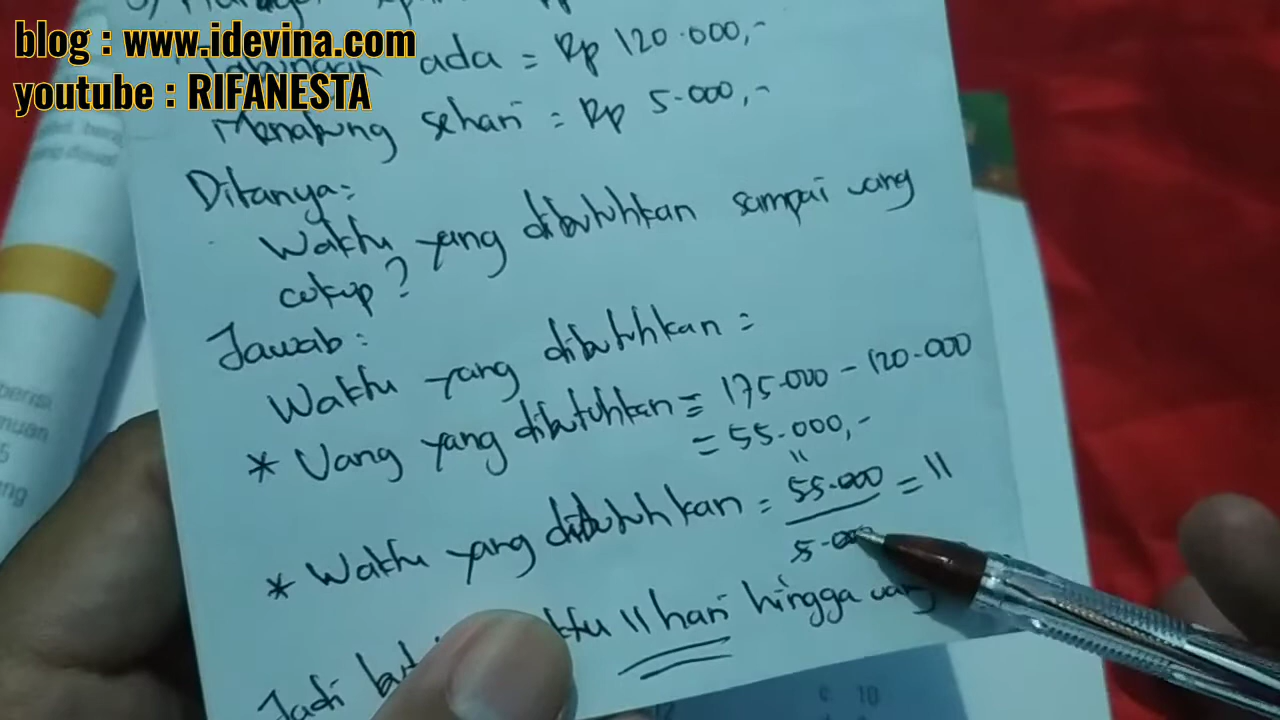 blog : www.idevina.com
youtube : RIFANESTA
ada = Rp 120.000,-
Menabung sehari = Rp 5.000,-
Ditanya:
Waktu yang dibutuhkan sampai uang
cukup?
Jawab:
Waktu yang dibutuhkan =
* Uang yang dibutuhkan = 175.000 - 120.000
= 55.000,-
* Waktu yang dibutuhkan = 55.000 = 11
5.000
Jadi 11 hari hingga uang
10